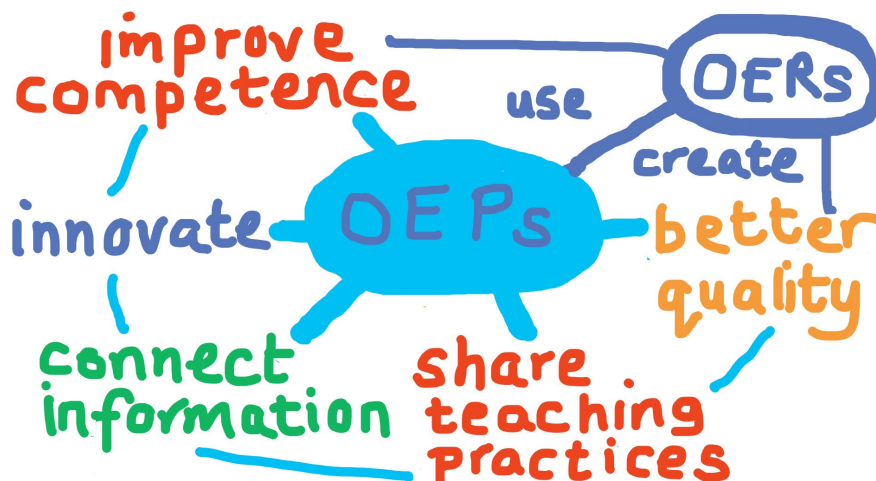 improve
competence
OERs
use
create
innovate
OEPs
better
quality
connect
information
share
teaching
practices